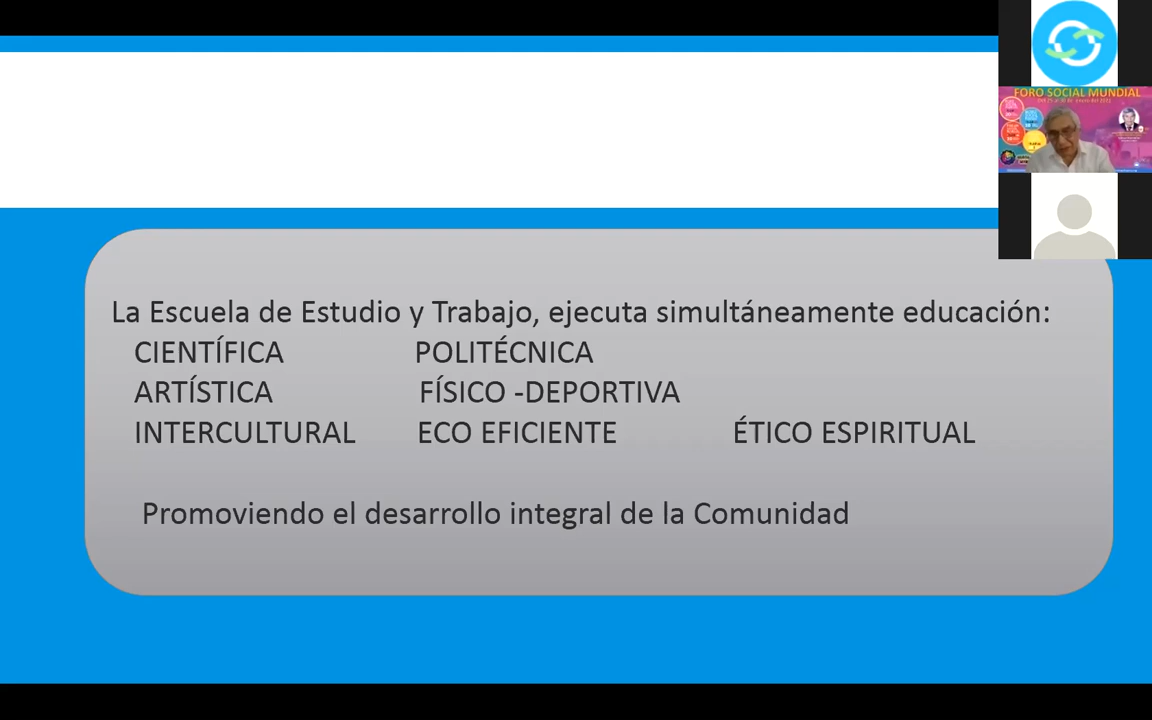 FORO SOCIAL MUNDIAL
La Escuela de Estudio y Trabajo, ejecuta simultáneamente educación:
CIENTÍFICA POLITÉCNICA
ARTÍSTICA FÍSICO -DEPORTIVA
INTERCULTURAL ECO EFICIENTE ÉTICO ESPIRITUAL
Promoviendo el desarrollo integral de la Comunidad